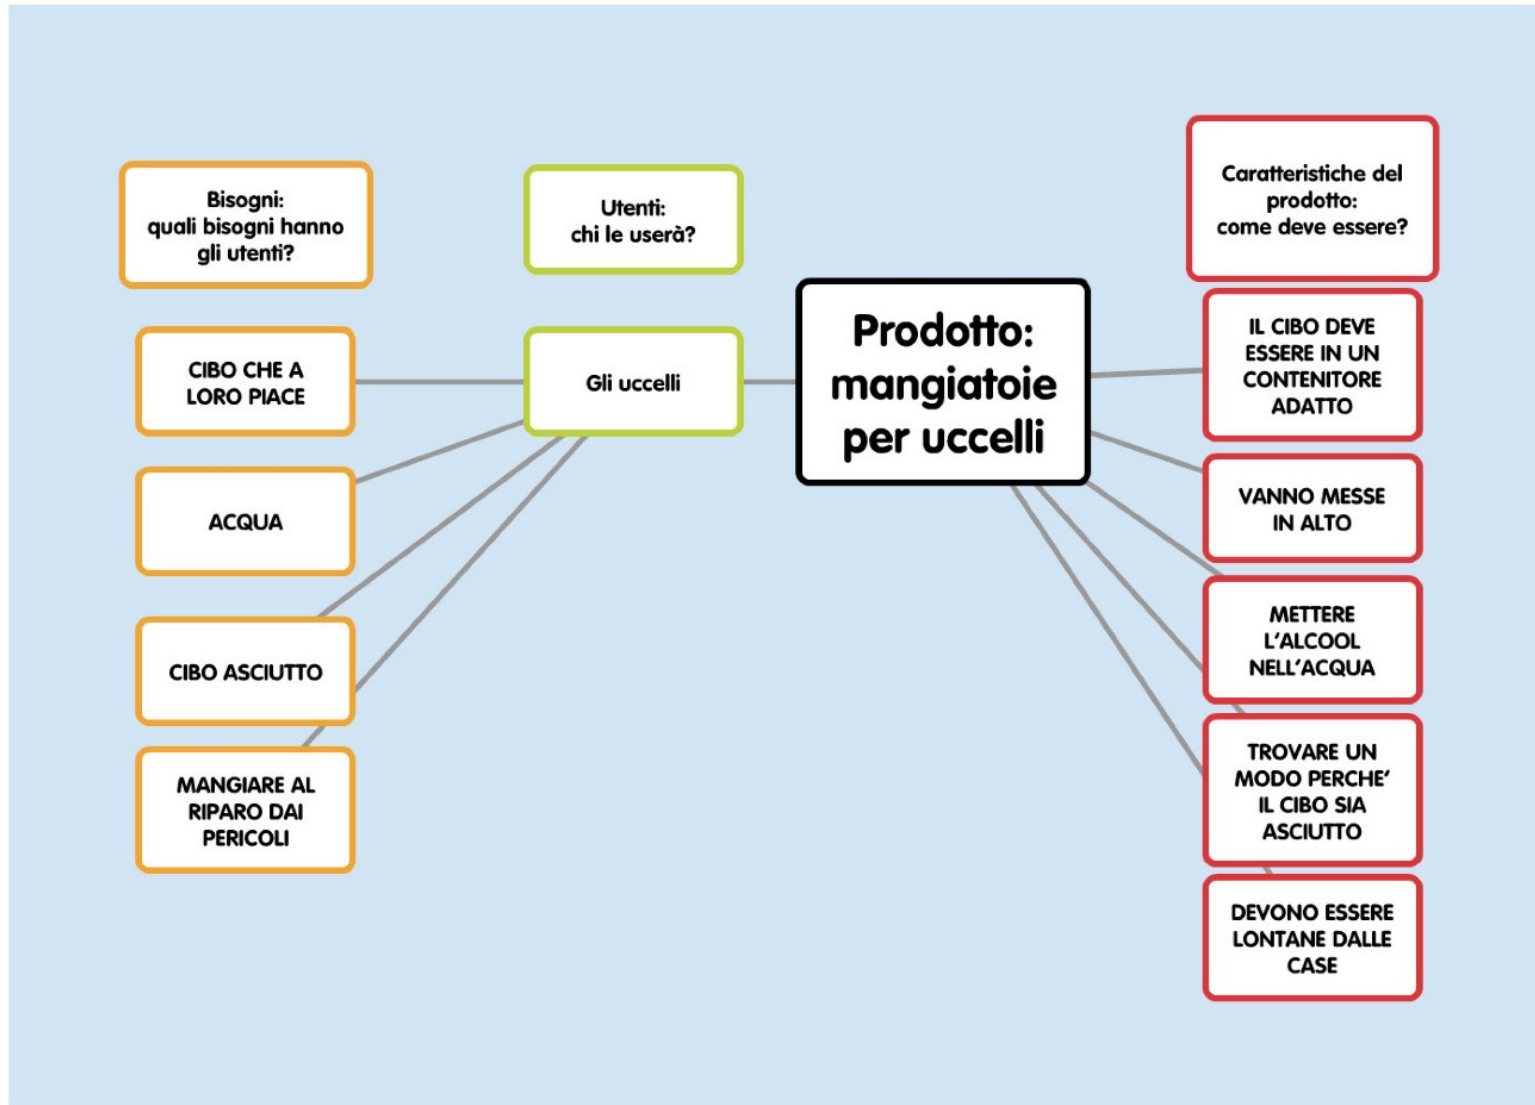 Bisogni:
quali bisogni hanno
gli utenti?
CIBO CHE A
LORO PIACE
ACQUA
CIBO ASCIUTTO
MANGIARE AL
RIPARO DAI
PERICOLI
Utenti:
chi le userà?
Gli uccelli
Prodotto:
mangiatoie
per uccelli
Caratteristiche del
prodotto:
come deve essere?
IL CIBO DEVE
ESSERE IN UN
CONTENITORE
ADATTO
VANNO MESSE
IN ALTO
METTERE
L'ALCOOL
NELL'ACQUA
TROVARE UN
MODO PERCHE'
IL CIBO SIA
ASCIUTTO
DEVONO ESSERE
LONTANE DALLE
CASE